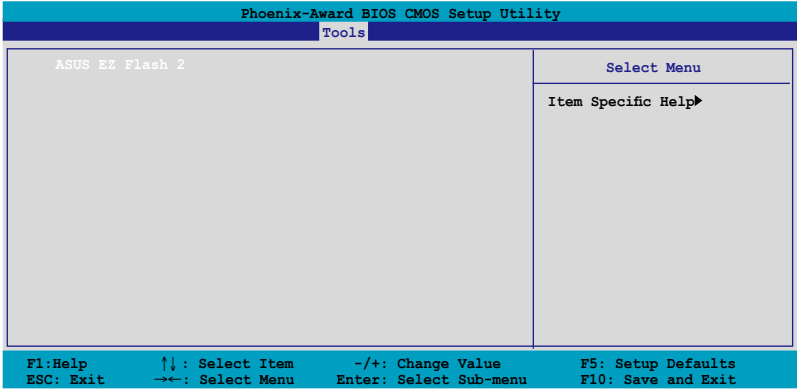 Phoenix-Award BIOS CMOS Setup Utility
Tools
ASUS EZ Flash 2
Select Menu
Item Specific Help▶
F1:Help ↑↓: Select Item -/+: Change Value F5: Setup Defaults
ESC: Exit →←: Select Menu Enter: Select Sub-menu F10: Save and Exit